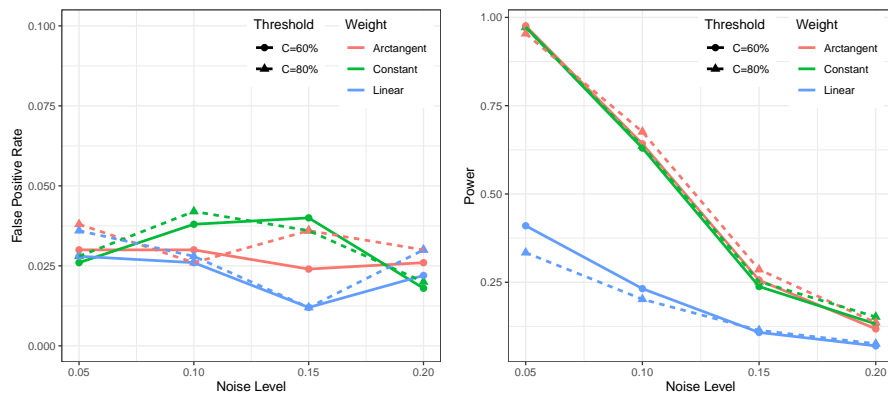 Threshold Weight
C=60% Arctangent
C=80% Constant
Linear
0.100
0.075
0.050
0.025
0.000
False Positive Rate
0.05 0.10 0.15 0.20
Noise Level
Threshold Weight
C=60% Arctangent
C=80% Constant
Linear
1.00
0.75
0.50
0.25
Power
0.05 0.10 0.15 0.20
Noise Level